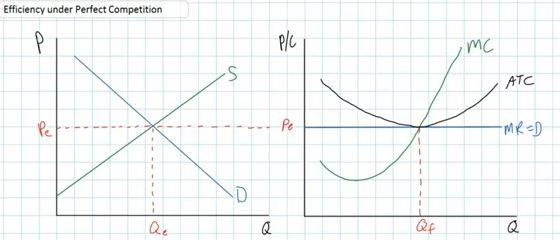 Efficiency under Perfect Competition
P
S
Pe
D
Qe
Q
P/C
MC
ATC
Pe
MR=D
Qf
Q